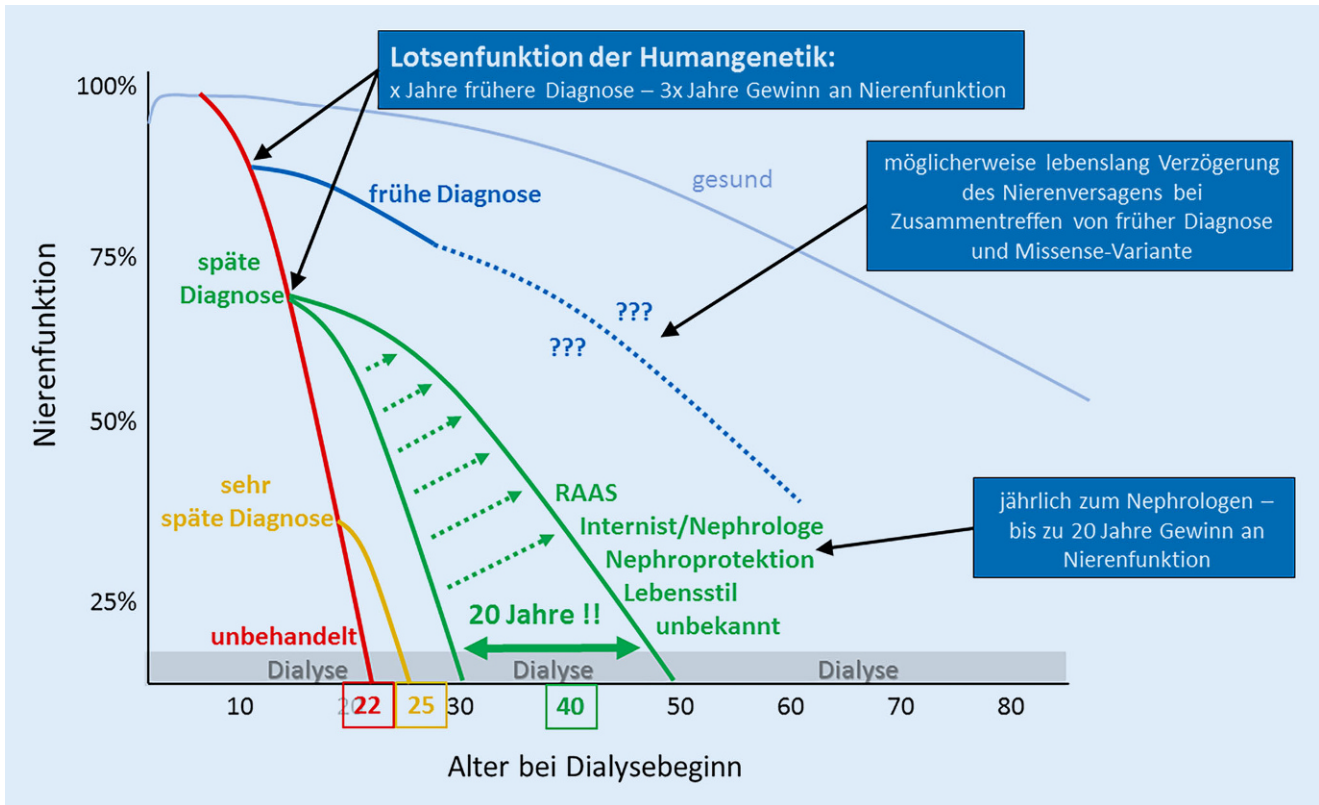 Lotsenfunktion der Humangenetik:
x Jahre frühere Diagnose – 3x Jahre Gewinn an Nierenfunktion
100%
75%
50%
25%
Nierenfunktion
gesund
frühe Diagnose
möglicherweise lebenslang Verzögerung
des Nierenversagens bei
Zusammentreffen von früher Diagnose
und Missense-Variante
späte
Diagnose
???
???
sehr
späte Diagnose
RAAS
Internist/Nephrologe
Nephroprotektion
Lebensstil
unbekannt
jährlich zum Nephrologen –
bis zu 20 Jahre Gewinn an
Nierenfunktion
20 Jahre !!
unbehandelt
Dialyse Dialyse Dialyse
10 20 22 25 30 40 50 60 70 80
Alter bei Dialysebeginn